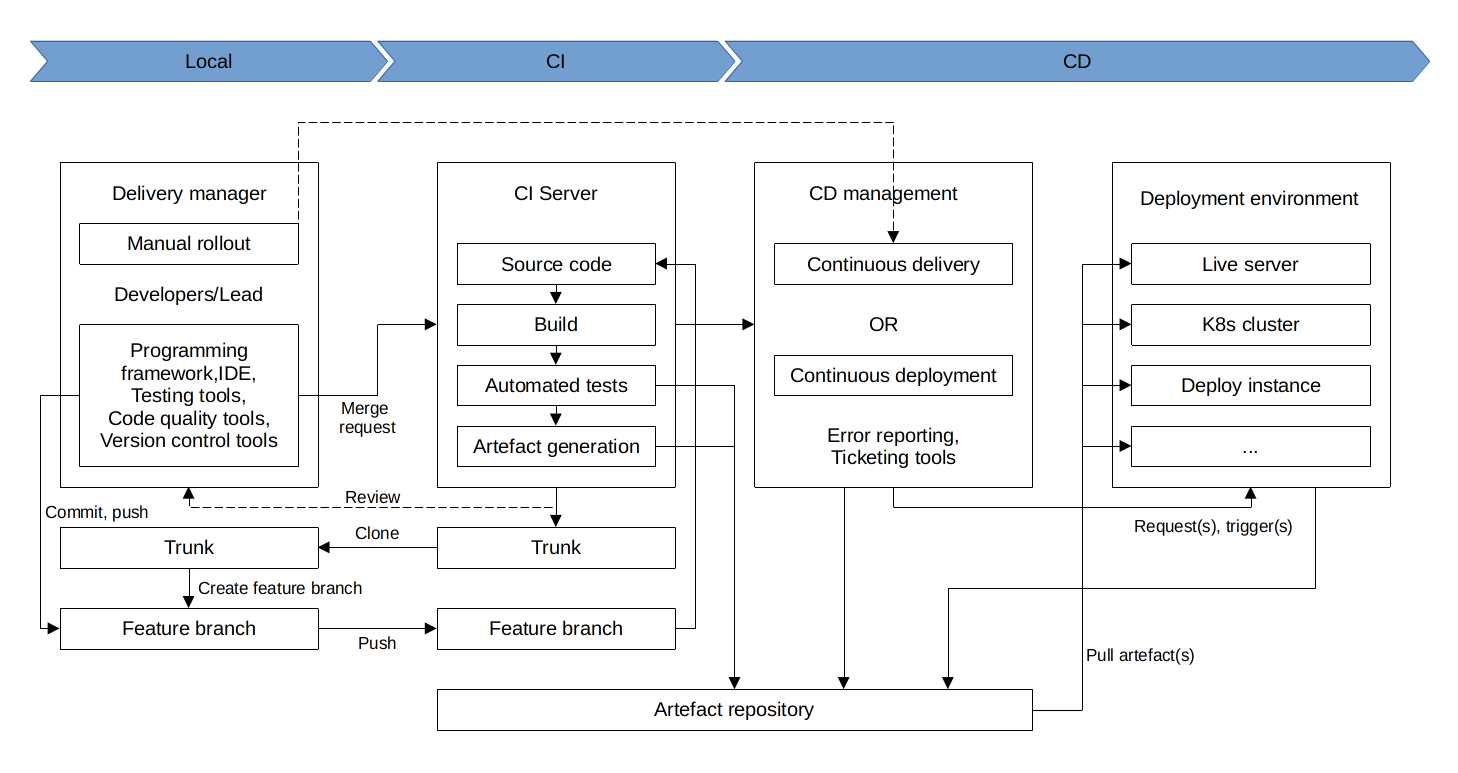 Local
CI
CD
Delivery manager
Manual rollout
Developers/Lead
Programming
framework,IDE,
Testing tools,
Code quality tools,
Version control tools
Commit, push
Trunk
Create feature branch
Feature branch
Merge
request
Review
Clone
Push
CI Server
Source code
Build
Automated tests
Artefact generation
Trunk
Feature branch
CD management
Continuous delivery
OR
Continuous deployment
Error reporting,
Ticketing tools
Deployment environment
Live server
K8s cluster
Deploy instance
...
Request(s), trigger(s)
Pull artefact(s)
Artefact repository